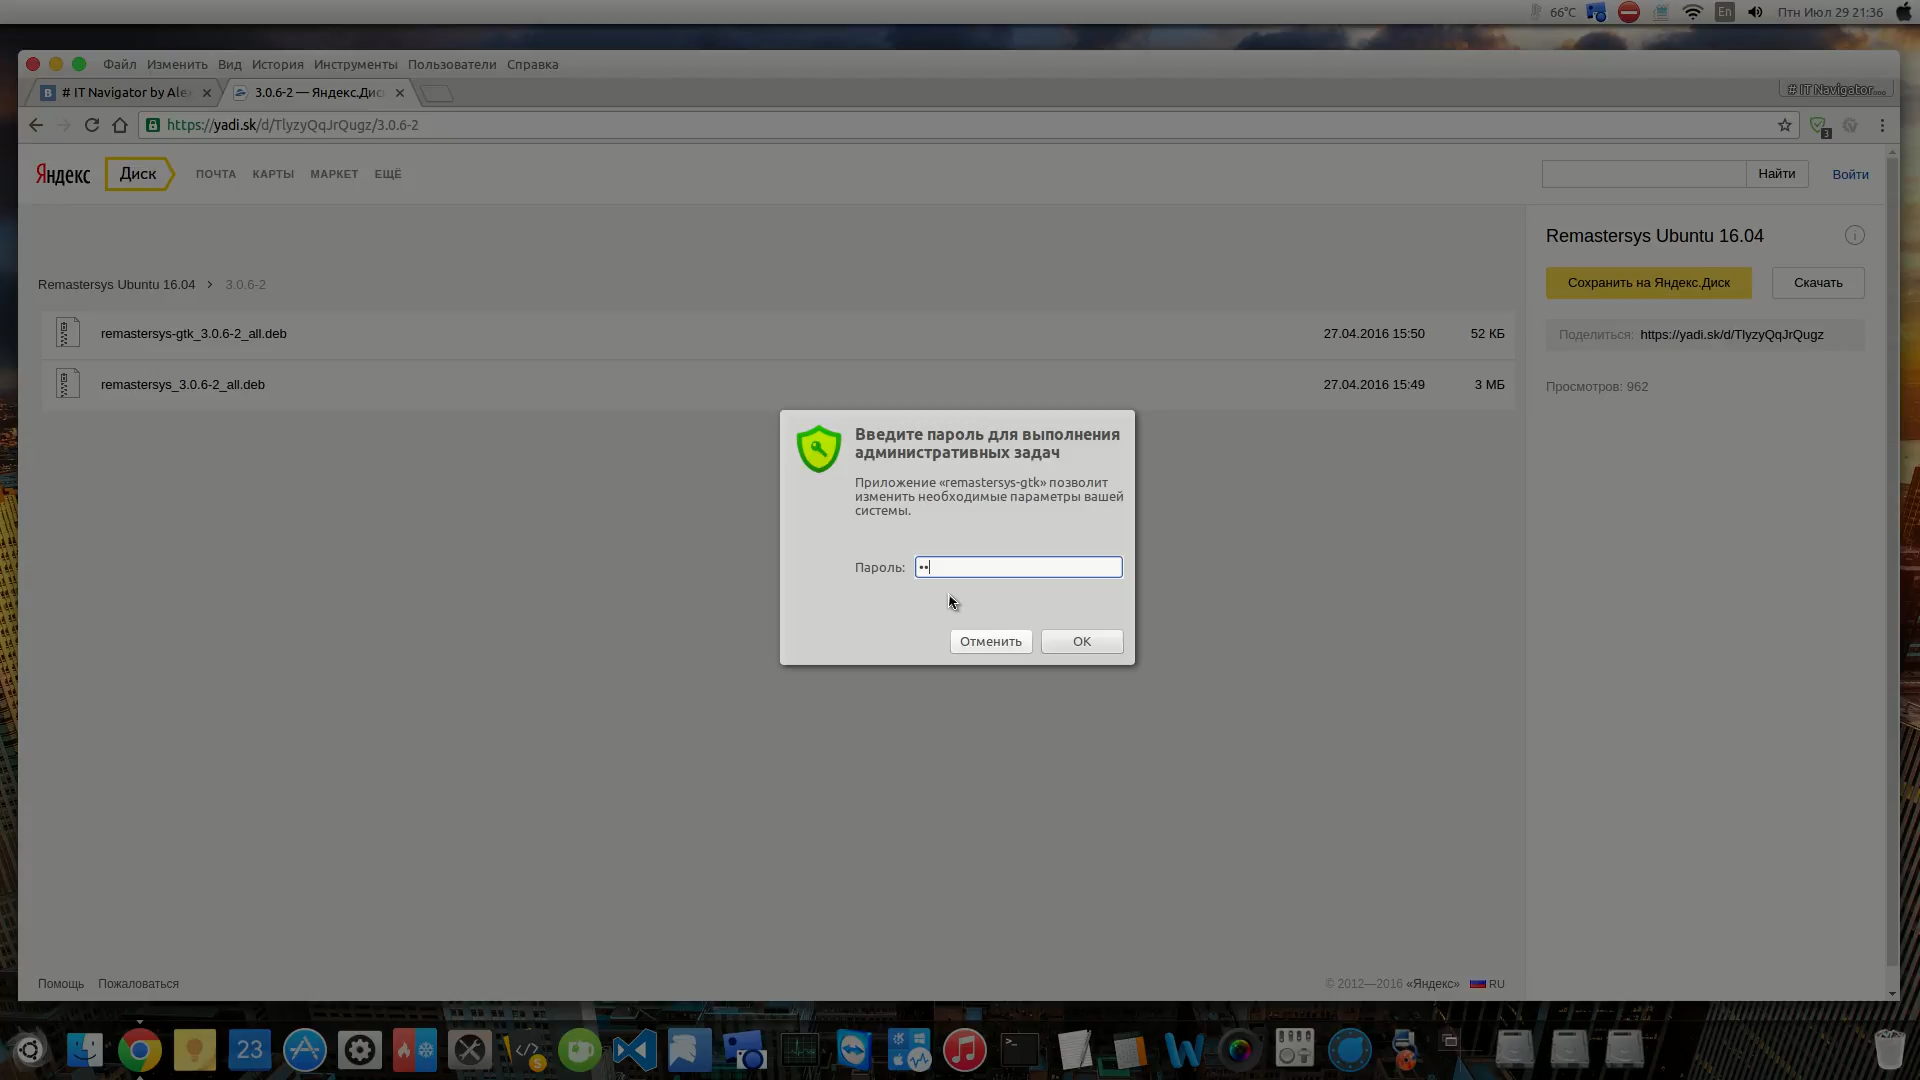 66°C En Птн Июл 29 21:36
Файл Изменить Вид История Инструменты Пользователи Справка
B # IT Navigator by Ale 3.0.6-2 — Яндекс.Дис # IT Navigator....
https://yadi.sk/d/TlyzyQqJrQugz/3.0.6-2 3
Яндекс Диск ПОЧТА КАРТЫ МАРКЕТ ЕЩЁ Найти Войти
Remastersys Ubuntu 16.04
Сохранить на Яндекс.Диск Скачать
Remastersys Ubuntu 16.04 > 3.0.6-2
remastersys-gtk_3.0.6-2_all.deb 27.04.2016 15:50 52 КБ
Поделиться: https://yadi.sk/d/TlyzyQqJrQugz
remastersys_3.0.6-2_all.deb 27.04.2016 15:49 3 МБ
Просмотров: 962
Введите пароль для выполнения
административных задач
Приложение «remastersys-gtk» позволит
изменить необходимые параметры вашей
системы.
Пароль: ••
Отменить OK
Помощь Пожаловаться © 2012—2016 «Яндекс» RU
23